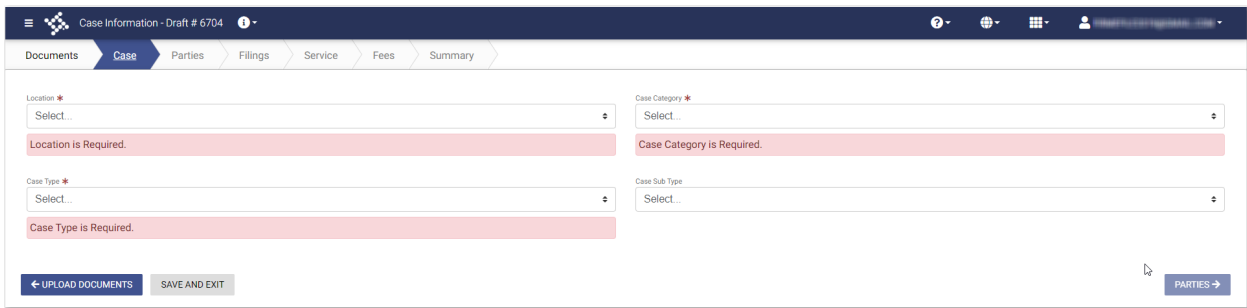 Case Information - Draft # 6704
Documents Case Parties Filings Service Fees Summary
Location * Case Category *
Select... Select...
Location is Required. Case Category is Required.
Case Type * Case Sub Type
Select... Select...
Case Type is Required.
← UPLOAD DOCUMENTS SAVE AND EXIT PARTIES →